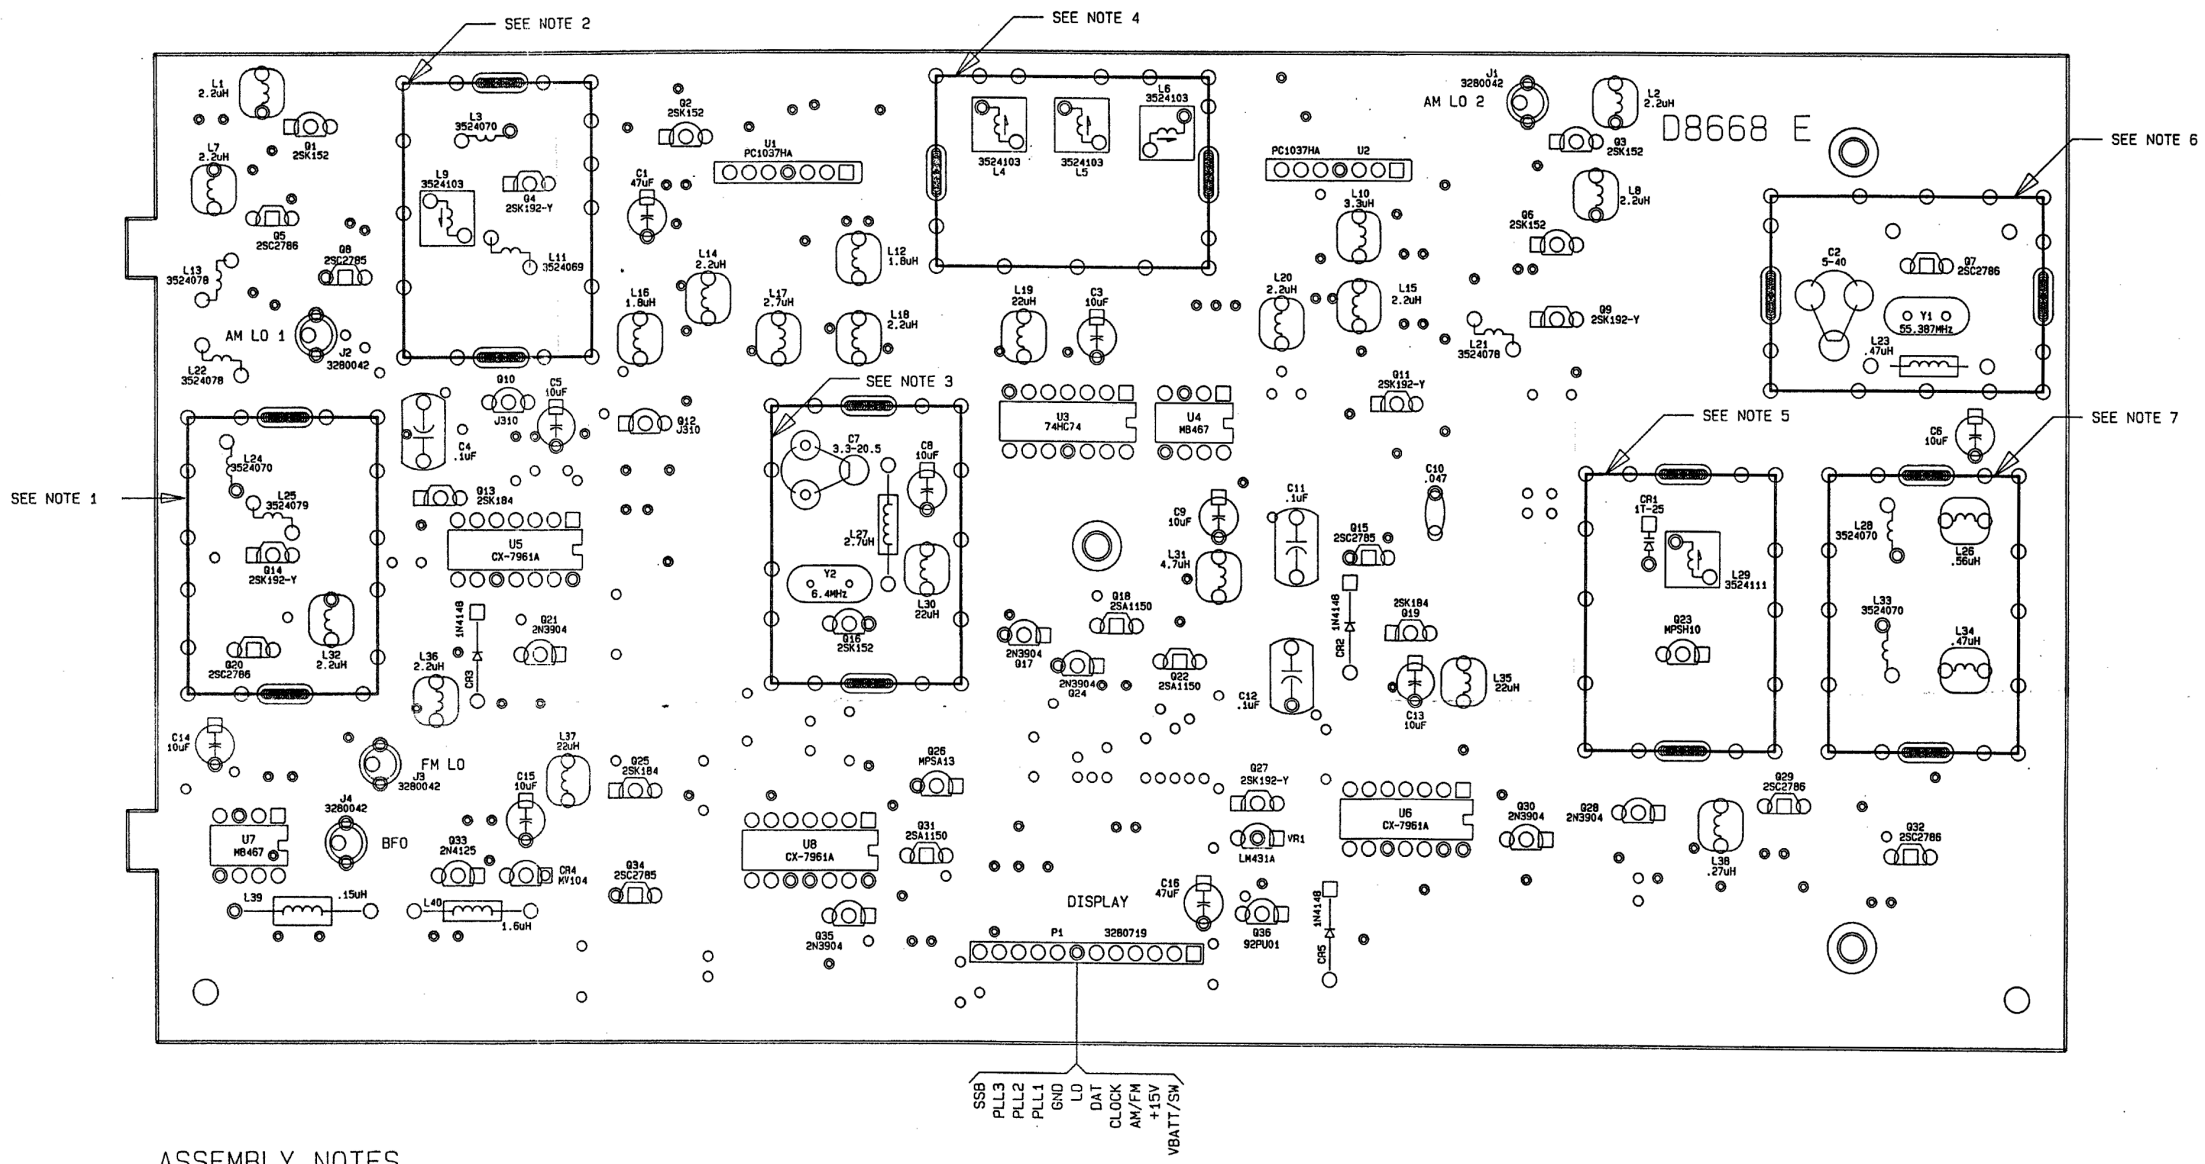 SEE NOTE 2
SEE NOTE 4
L1
2.2uH
Q1
2SK152
L3
3524070
Q2
2SK152
U1
PC1037HA
L6
3524103
3524103
L4
3524103
L5
J1
3280042
AM LO 2
L2
2.2uH
Q3
2SK152
D8668 E
SEE NOTE 6
L7
2.2uH
L9
3524103
Q4
2SK192-Y
C1
47uF
PC1037HA
U2
L10
3.3uH
L8
2.2uH
Q5
2SC2786
Q8
2SC2785
L11
3524069
L12
1.8uH
Q6
2SK152
C2
5-40
Q7
2SC2786
L13
3524078
L14
2.2uH
L16
1.8uH
L17
2.7uH
L18
2.2uH
L19
22uH
C3
10uF
L20
2.2uH
L15
2.2uH
Q9
2SK192-Y
Y1
55.387MHz
AM LO 1
J2
3280042
L21
3524078
L23
.47uH
L22
3524078
Q10
J310
C5
10uF
SEE NOTE 3
Q11
2SK192-Y
C4
.1uF
Q12
J310
C7
3.3-20.5
C8
10uF
U3
74HC74
U4
MB467
SEE NOTE 5
C6
10uF
SEE NOTE 7
L24
3524070
L25
3524079
SEE NOTE 1
Q13
2SK184
C10
.047
C11
.1uF
C9
10uF
CR1
1T-25
L28
3524070
L26
.56uH
U5
CX-7961A
L27
2.7uH
Q15
2SC2785
Q14
2SK192-Y
L31
4.7uH
Y2
6.4MHz
L30
22uH
L29
3524111
Q18
2SA1150
1N4148
CR2
2SK184
Q19
L33
3524070
L34
.47uH
1N4148
CR3
Q21
2N3904
Q16
2SK152
2N3904
Q17
Q23
MPSH10
Q20
2SC2786
L32
2.2uH
L36
2.2uH
2N3904
Q24
Q22
2SA1150
C12
.1uF
C13
10uF
L35
22uH
C14
10uF
FM LO
J3
3280042
L37
22uH
C15
10uF
Q25
2SK184
Q26
MPSA13
Q27
2SK192-Y
Q29
2SC2786
J4
3280042
BFO
U7
MB467
Q33
2N4125
CR4
MV104
U8
CX-7961A
Q31
2SA1150
VR1
LM431A
U6
CX-7961A
Q30
2N3904
Q28
2N3904
L38
.27uH
Q32
2SC2786
Q34
2SC2785
L39
.15uH
L40
1.6uH
Q35
2N3904
DISPLAY
C16
47uF
Q36
92PU01
1N4148
CR5
P1
3280719
SSB
PLL3
PLL2
PLL1
GND
LO
DAT
CLOCK
AM/FM
+15V
VBATT/SW
ASSEMBLY NOTES